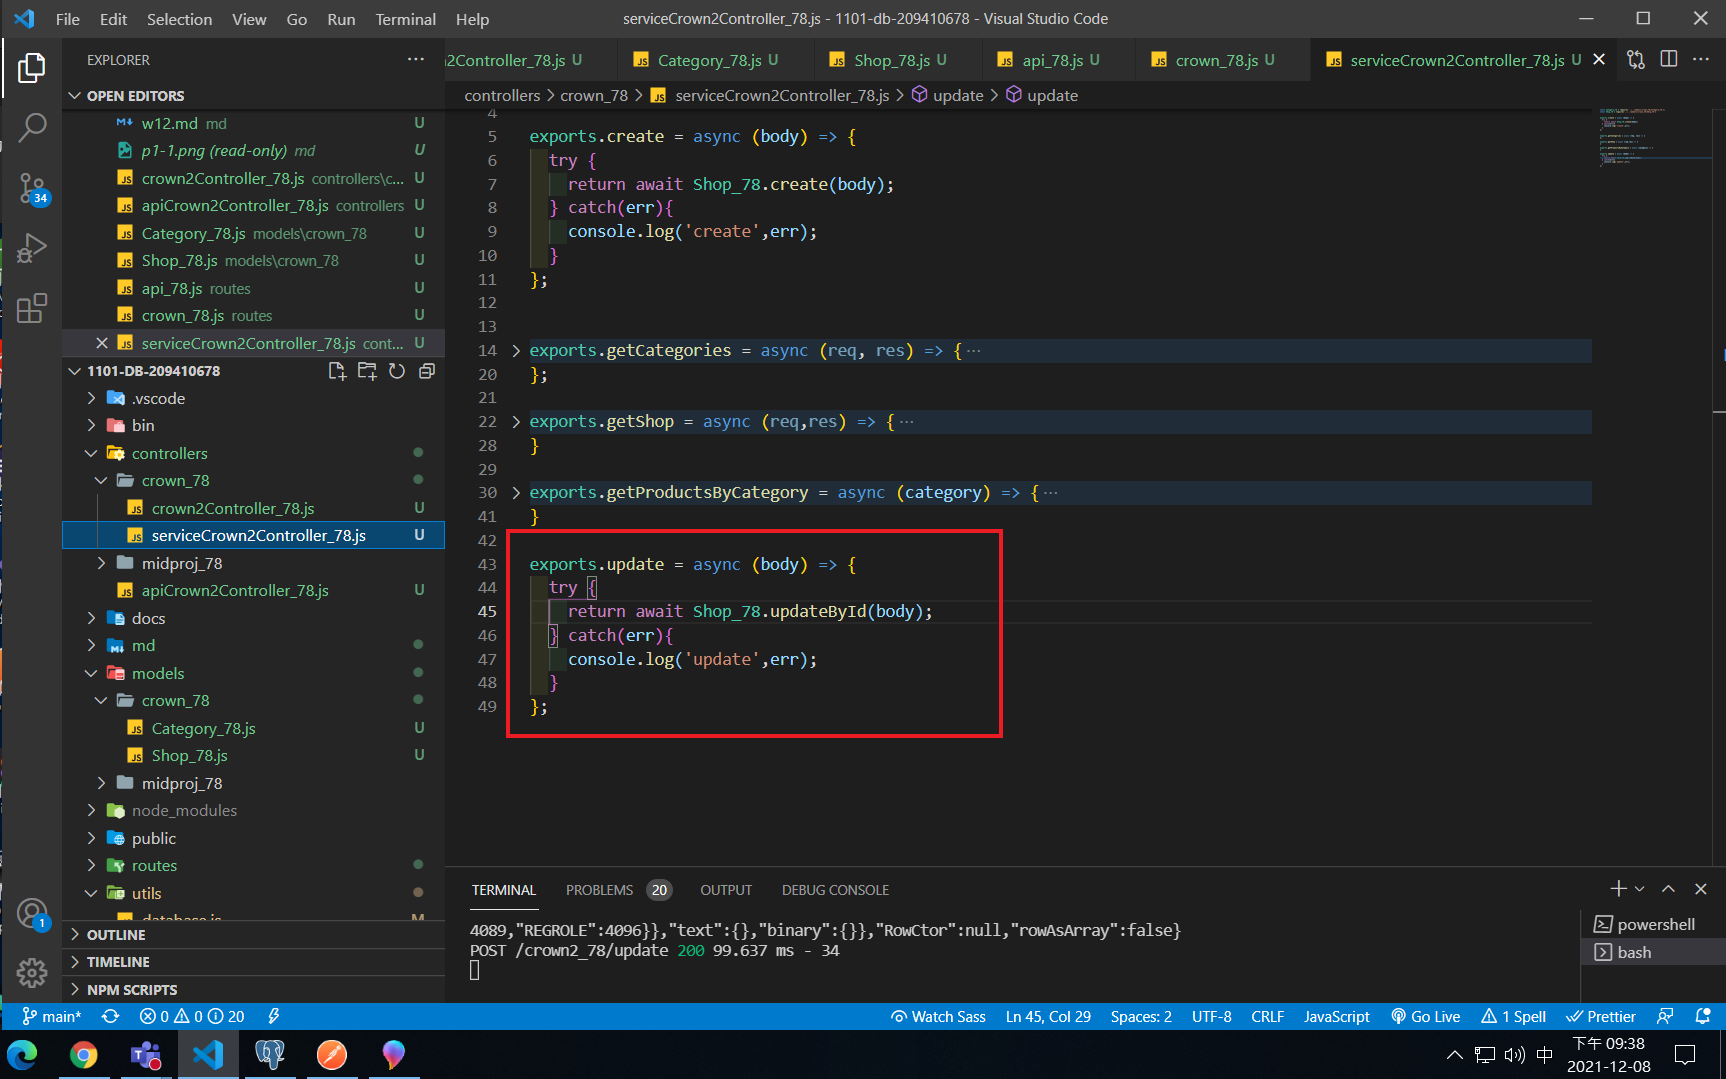 File Edit Selection View Go Run Terminal Help
serviceCrown2Controller_78.js - 1101-db-209410678 - Visual Studio Code
EXPLORER
2Controller_78.js U
Category_78.js U
Shop_78.js U
api_78.js U
crown_78.js U
serviceCrown2Controller_78.js U
OPEN EDITORS
controllers > crown_78 > serviceCrown2Controller_78.js > update > update
w12.md md U
p1-1.png (read-only) md U
crown2Controller_78.js controllers\c... U
apiCrown2Controller_78.js controllers U
Category_78.js models\crown_78 U
Shop_78.js models\crown_78 U
api_78.js routes U
crown_78.js routes U
serviceCrown2Controller_78.js cont... U
1101-DB-209410678
.vscode
bin
controllers
crown_78
crown2Controller_78.js U
serviceCrown2Controller_78.js U
midproj_78
apiCrown2Controller_78.js U
docs
md
models
crown_78
Category_78.js U
Shop_78.js U
midproj_78
node_modules
public
routes
utils
database.js M
OUTLINE
TIMELINE
NPM SCRIPTS
34
1
4
5 exports.create = async (body) => {
6 try {
7 return await Shop_78.create(body);
8 } catch(err){
9 console.log('create',err);
10 }
11 };
12
13
14 exports.getCategories = async (req, res) => {...
20 };
21
22 exports.getShop = async (req,res) => {...
28 }
29
30 exports.getProductsByCategory = async (category) => {...
41 }
42
43 exports.update = async (body) => {
44 try {
45 return await Shop_78.updateById(body);
46 } catch(err){
47 console.log('update',err);
48 }
49 };
TERMINAL PROBLEMS 20 OUTPUT DEBUG CONSOLE
4089,"REGROLE":4096}},"text":{},"binary":{}},"RowCtor":null,"rowAsArray":false}
POST /crown2_78/update 200 99.637 ms - 34
powershell
bash
main* 0 0 20
Watch Sass Ln 45, Col 29 Spaces: 2 UTF-8 CRLF JavaScript Go Live 1 Spell Prettier
中
下午 09:38
2021-12-08